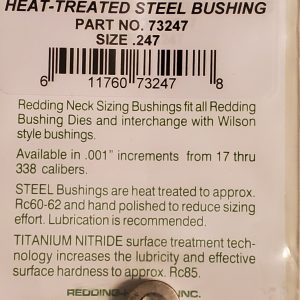 HEAT-TREATED STEEL BUSHING
PART NO. 73247
SIZE .247
6 11760 73247 8
Redding Neck Sizing Bushings fit all Redding
Bushing Dies and interchange with Wilson
style bushings.
Available in .001" increments from 17 thru
338 calibers.
STEEL Bushings are heat treated to approx.
Rc60-62 and hand polished to reduce sizing
effort. Lubrication is recommended.
TITANIUM NITRIDE surface treatment tech-
nology increases the lubricity and effective
surface hardness to approx. Rc85.
REDDING INC.